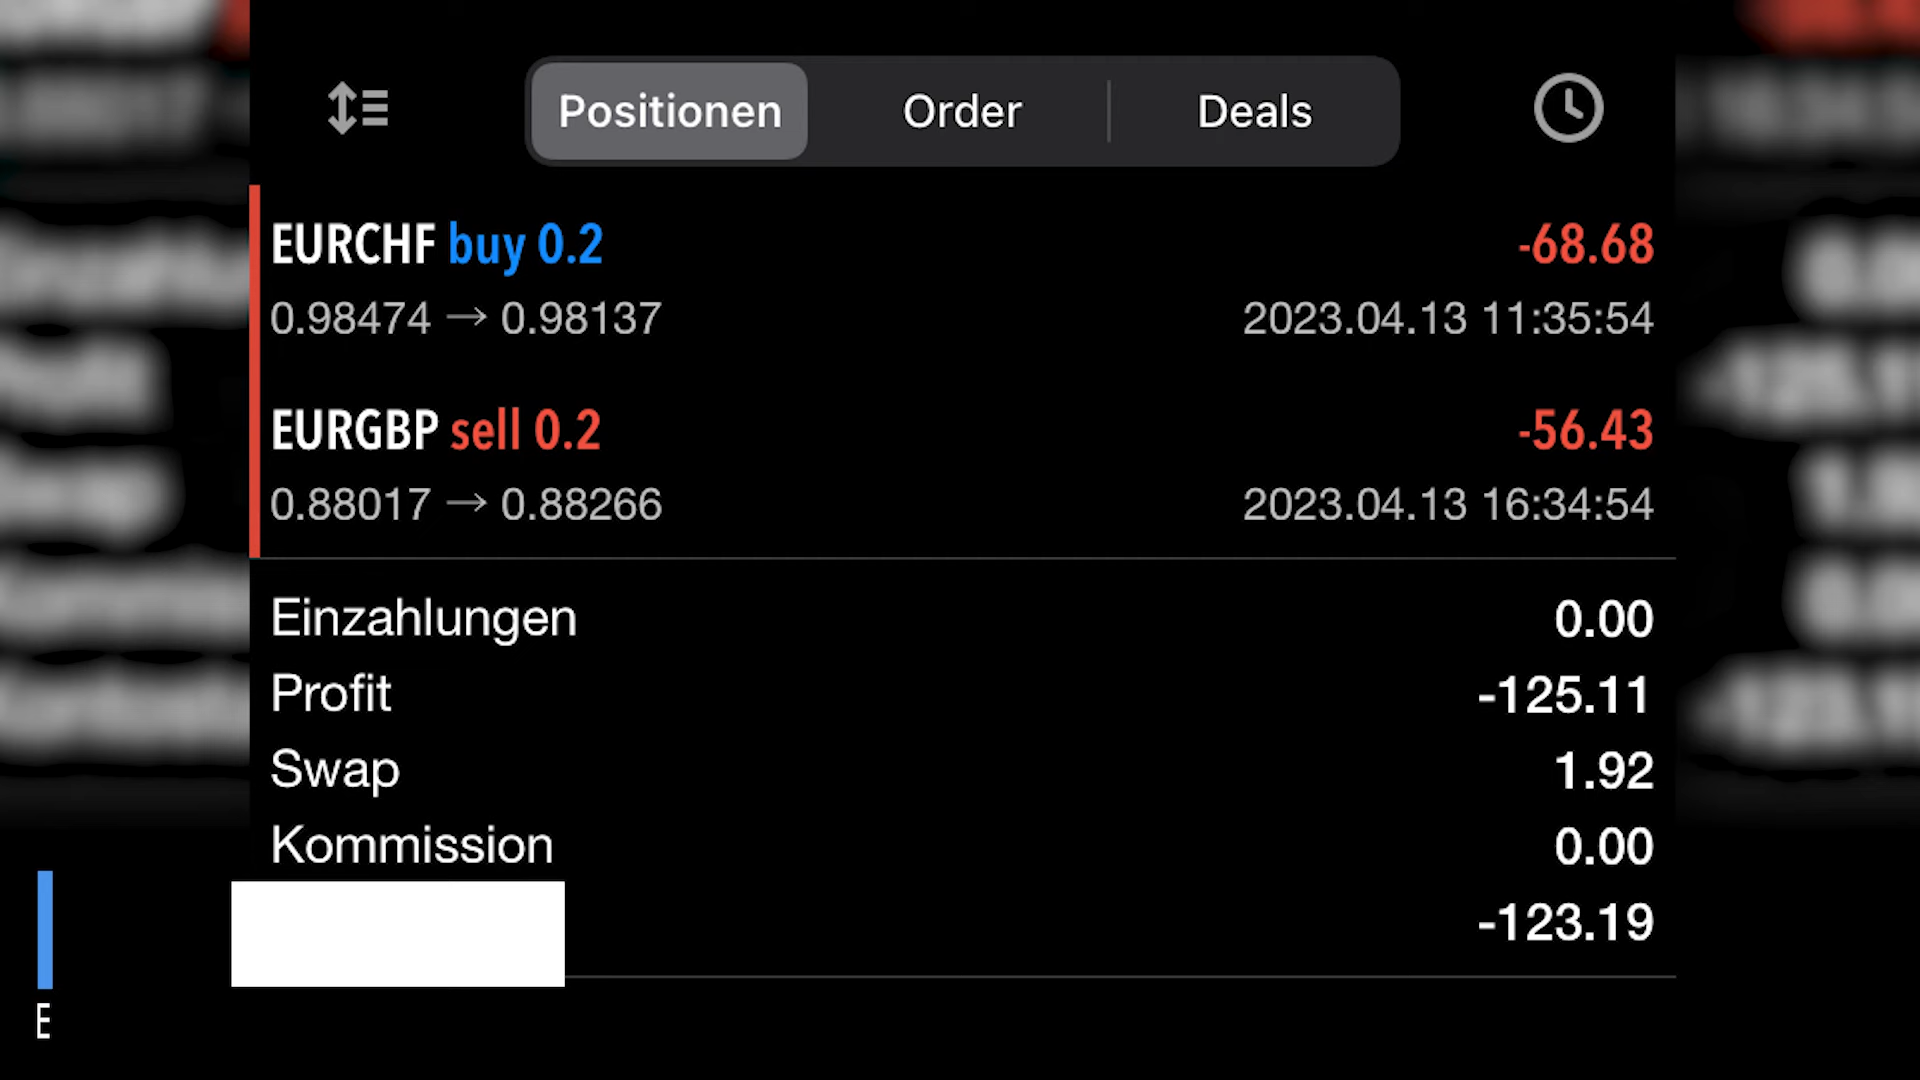 Positionen Order Deals
EURCHF buy 0.2 -68.68
0.98474 → 0.98137 2023.04.13 11:35:54
EURGBP sell 0.2 -56.43
0.88017 → 0.88266 2023.04.13 16:34:54
Einzahlungen 0.00
Profit -125.11
Swap 1.92
Kommission 0.00
-123.19
E